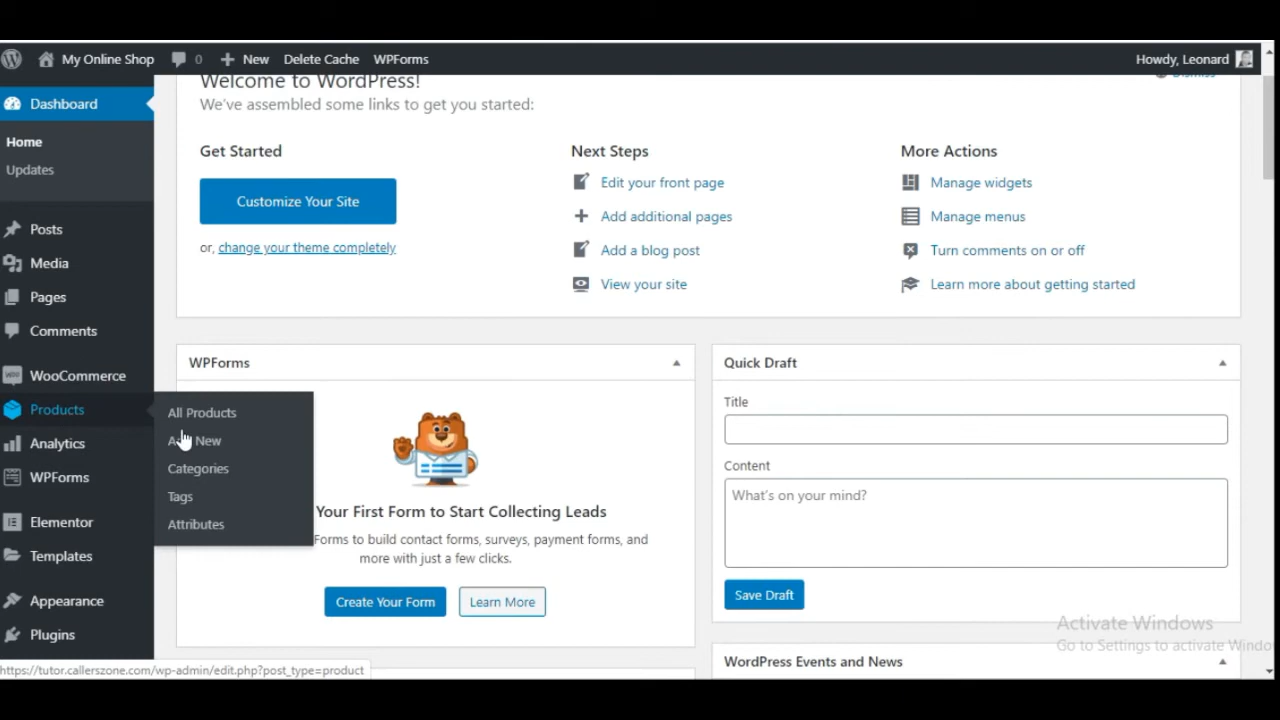 My Online Shop 0 New Delete Cache WPForms Howdy, Leonard
Dashboard
Home
Updates
Posts
Media
Pages
Comments
WooCommerce
Products
Analytics
WPForms
Elementor
Templates
Appearance
Plugins
All Products
New
Categories
Tags
Attributes
Welcome to WordPress!
Dismiss
We've assembled some links to get you started:
Get Started
Customize Your Site
or, change your theme completely
Next Steps
Edit your front page
Add additional pages
Add a blog post
View your site
More Actions
Manage widgets
Manage menus
Turn comments on or off
Learn more about getting started
WPForms
Your First Form to Start Collecting Leads
Forms to build contact forms, surveys, payment forms, and
more with just a few clicks.
Create Your Form
Learn More
Quick Draft
Title
Content
What's on your mind?
Save Draft
WordPress Events and News
Activate Windows
Go to Settings to activate Windo
https://tutor.callerszone.com/wp-admin/edit.php?post_type=product